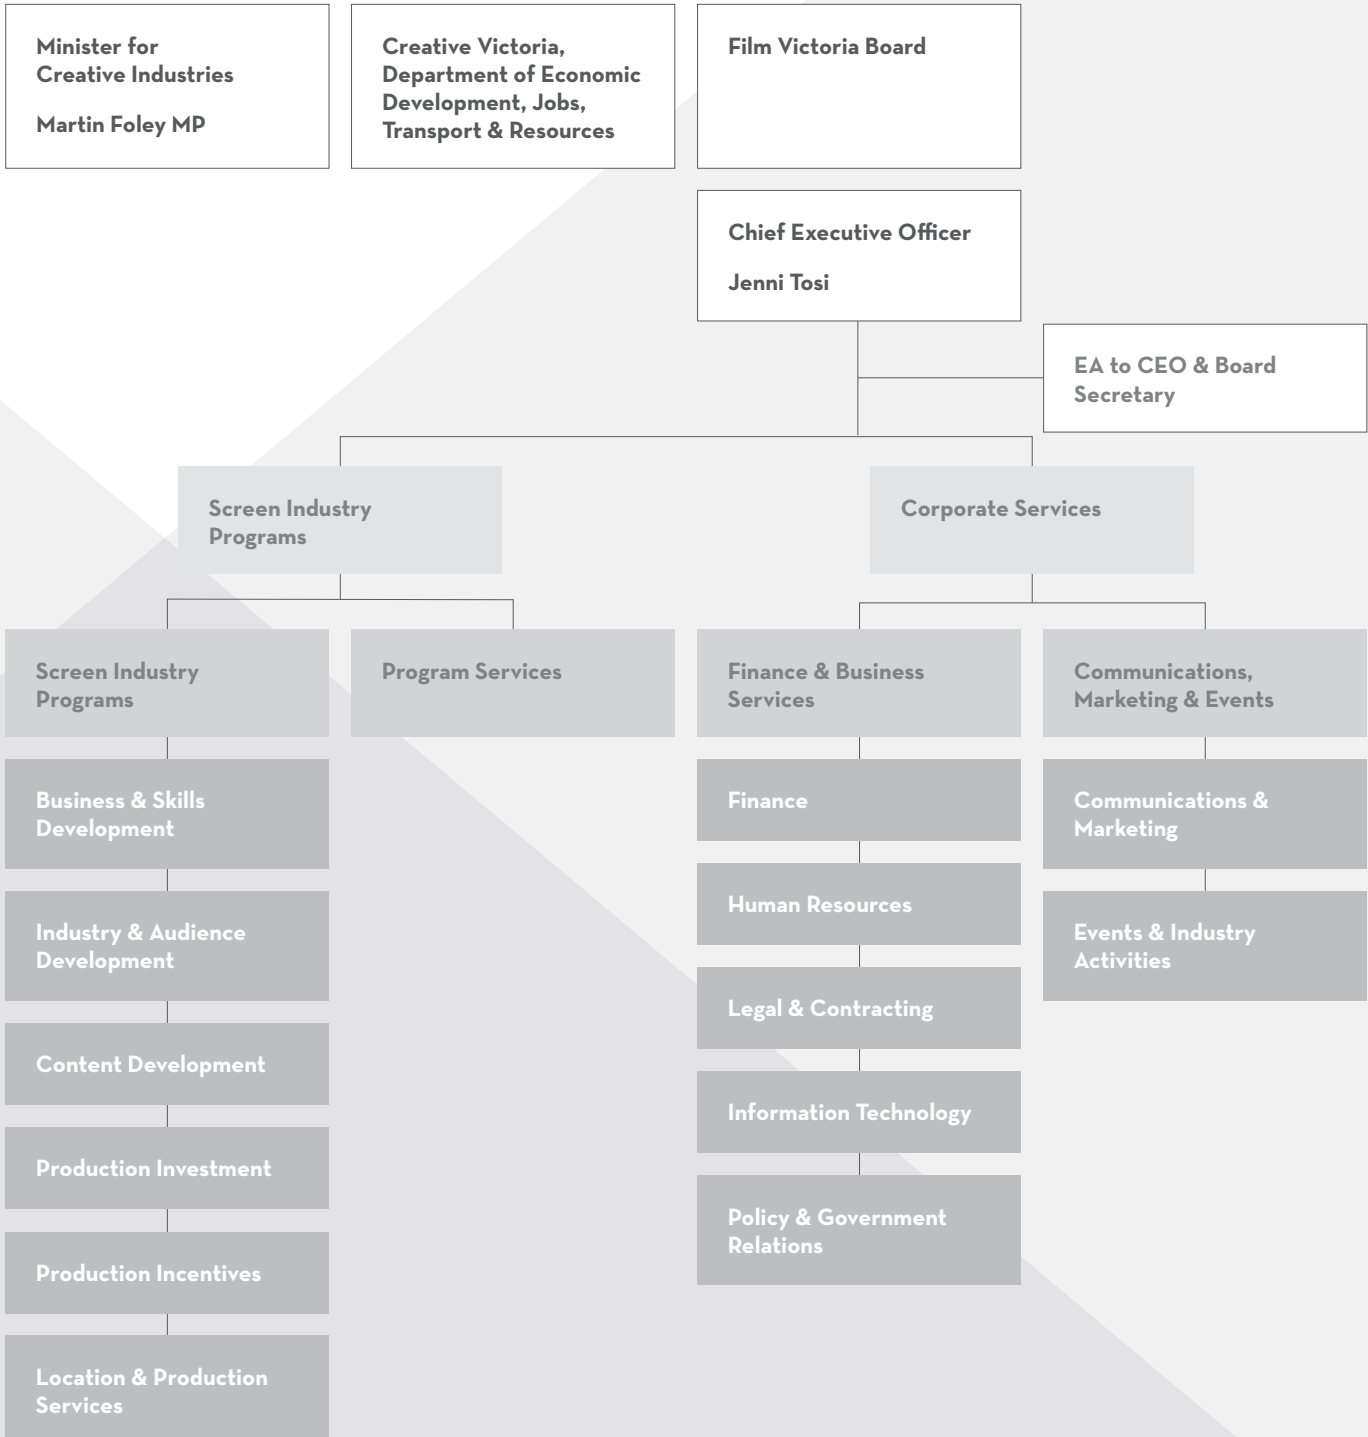 Minister for
Creative Industries
Martin Foley MP
Creative Victoria,
Department of Economic
Development, Jobs,
Transport & Resources
Film Victoria Board
Chief Executive Officer
Jenni Tosi
EA to CEO & Board
Secretary
Screen Industry
Programs
Corporate Services
Screen Industry
Programs
Program Services
Finance & Business
Services
Communications,
Marketing & Events
Business & Skills
Development
Industry & Audience
Development
Content Development
Production Investment
Production Incentives
Location & Production
Services
Finance
Human Resources
Legal & Contracting
Information Technology
Policy & Government
Relations
Communications &
Marketing
Events & Industry
Activities